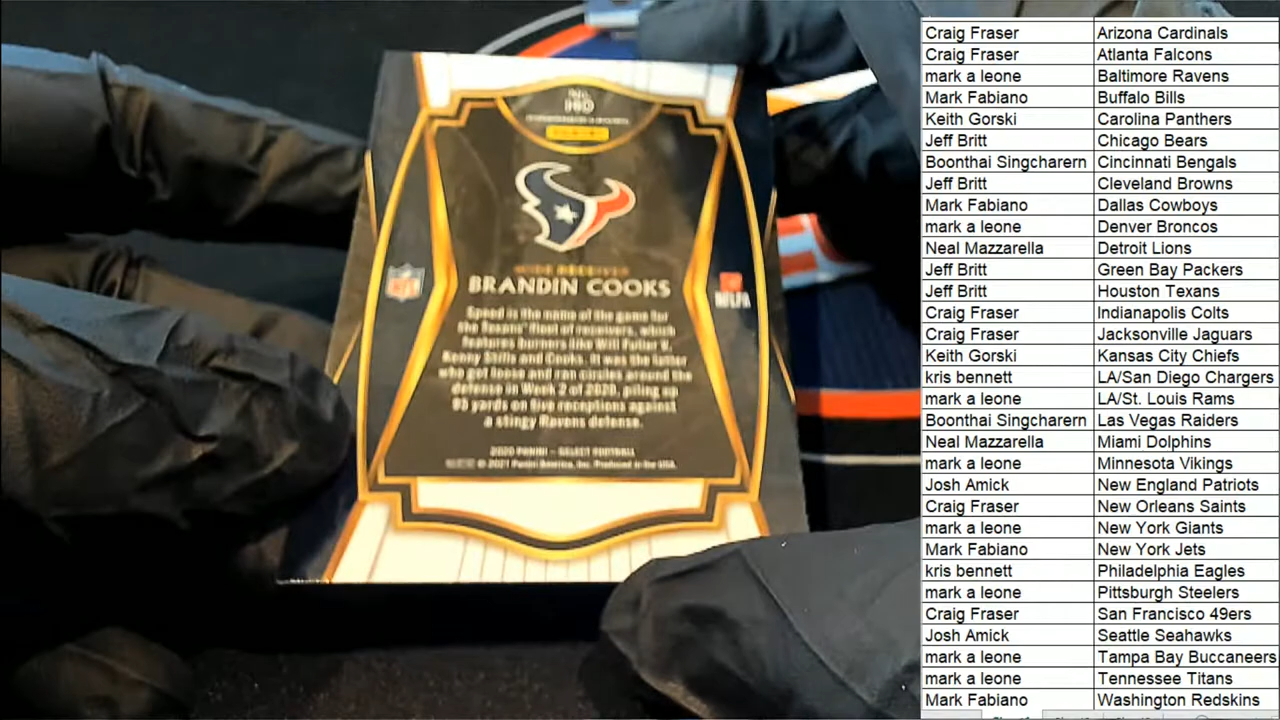 No.
PANINI
WIDE RECEIVER
BRANDIN COOKS
Speed is the name of the game for
the Texans' fleet of receivers, which
features burners like Will Fuller V,
Kenny Stills and Cooks. It was the latter
who got loose and ran circles around the
defense in Week 2 of 2020, piling up
95 yards on five receptions against
a stingy Ravens defense.
2020 PANINI – SELECT FOOTBALL
© 2021 Panini America, Inc. Produced in the USA.
NFL
NFLPA
Craig Fraser Arizona Cardinals
Craig Fraser Atlanta Falcons
mark a leone Baltimore Ravens
Mark Fabiano Buffalo Bills
Keith Gorski Carolina Panthers
Jeff Britt Chicago Bears
Boonthai Singcharern Cincinnati Bengals
Jeff Britt Cleveland Browns
Mark Fabiano Dallas Cowboys
mark a leone Denver Broncos
Neal Mazzarella Detroit Lions
Jeff Britt Green Bay Packers
Jeff Britt Houston Texans
Craig Fraser Indianapolis Colts
Craig Fraser Jacksonville Jaguars
Keith Gorski Kansas City Chiefs
kris bennett LA/San Diego Chargers
mark a leone LA/St. Louis Rams
Boonthai Singcharern Las Vegas Raiders
Neal Mazzarella Miami Dolphins
mark a leone Minnesota Vikings
Josh Amick New England Patriots
Craig Fraser New Orleans Saints
mark a leone New York Giants
Mark Fabiano New York Jets
kris bennett Philadelphia Eagles
mark a leone Pittsburgh Steelers
Craig Fraser San Francisco 49ers
Josh Amick Seattle Seahawks
mark a leone Tampa Bay Buccaneers
mark a leone Tennessee Titans
Mark Fabiano Washington Redskins